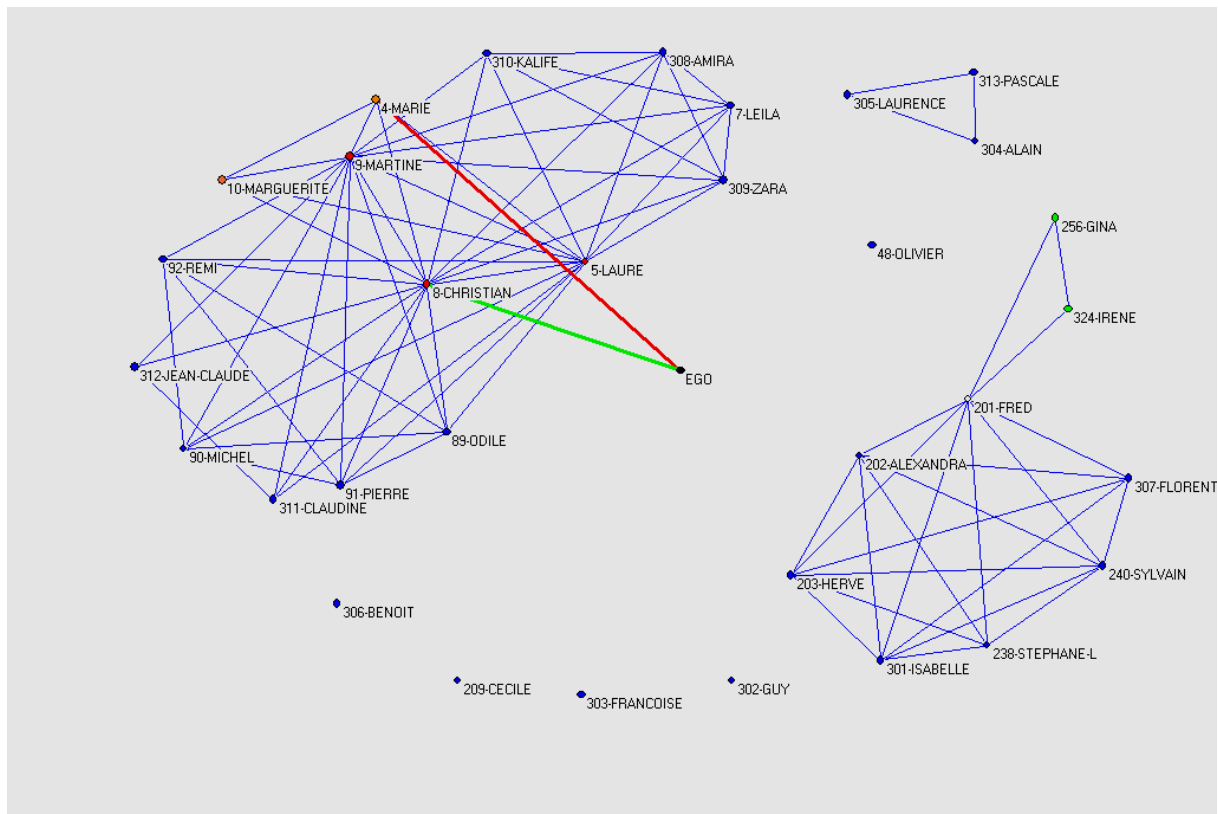 310-KALIFE
308-AMIRA
313-PASCALE
4-MARIE
305-LAURENCE
7-LEILA
304-ALAIN
9-MARTINE
10-MARGUERITE
309-ZARA
256-GINA
48-OLIVIER
92-REMI
5-LAURE
8-CHRISTIAN
324-IRENE
312-JEAN-CLAUDE
EGO
201-FRED
89-ODILE
90-MICHEL
202-ALEXANDRA
307-FLORENT
91-PIERRE
311-CLAUDINE
203-HERVE
240-SYLVAIN
306-BENOIT
238-STEPHANE-L
301-ISABELLE
209-CECILE
303-FRANCOISE
302-GUY